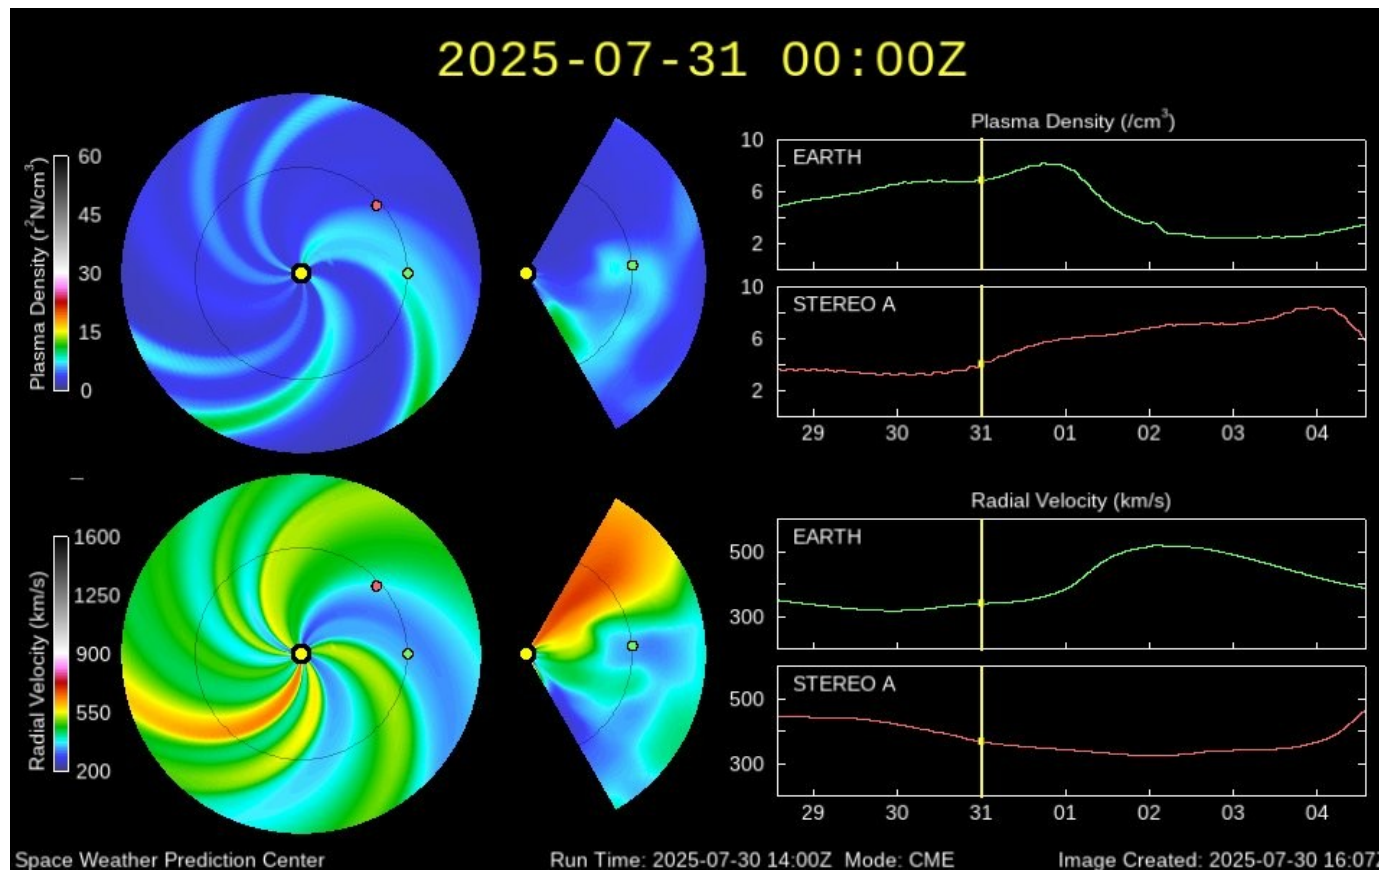 2025-07-31 00:00Z
Plasma Density (r²N/cm³)
60
45
30
15
0
Plasma Density (/cm³)
10
6
2
EARTH
10
6
2
STEREO A
29 30 31 01 02 03 04
Radial Velocity (km/s)
1600
1250
900
550
200
Radial Velocity (km/s)
500
300
EARTH
500
300
STEREO A
29 30 31 01 02 03 04
Space Weather Prediction Center Run Time: 2025-07-30 14:00Z Mode: CME Image Created: 2025-07-30 16:07Z